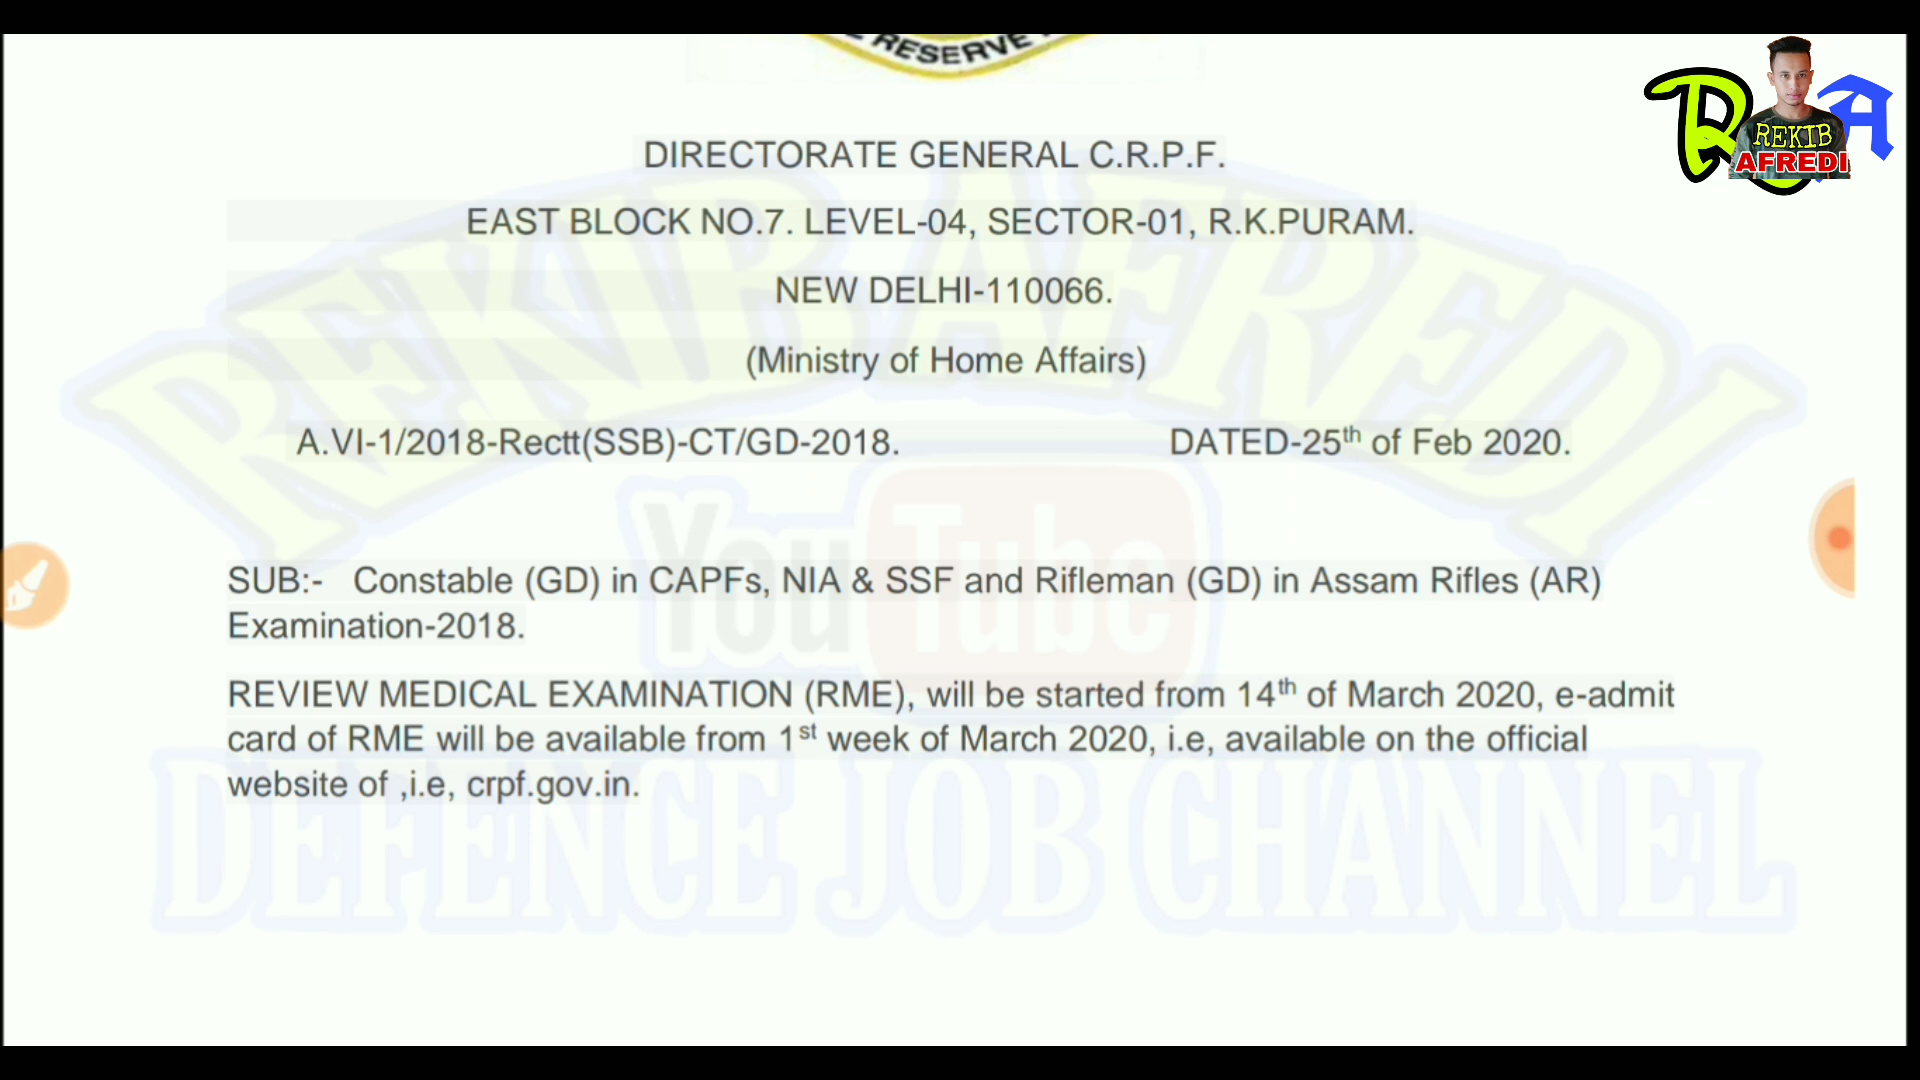 RESERVE
REKIB
AFREDI
DIRECTORATE GENERAL C.R.P.F.
EAST BLOCK NO.7. LEVEL-04, SECTOR-01, R.K.PURAM.
NEW DELHI-110066.
(Ministry of Home Affairs)
A.VI-1/2018-Rectt(SSB)-CT/GD-2018. DATED-25th of Feb 2020.
SUB:- Constable (GD) in CAPFs, NIA & SSF and Rifleman (GD) in Assam Rifles (AR)
Examination-2018.
REVIEW MEDICAL EXAMINATION (RME), will be started from 14th of March 2020, e-admit
card of RME will be available from 1st week of March 2020, i.e, available on the official
website of ,i.e, crpf.gov.in.
REKIB AFREDI
YouTube
DEFENCE JOB CHANNEL